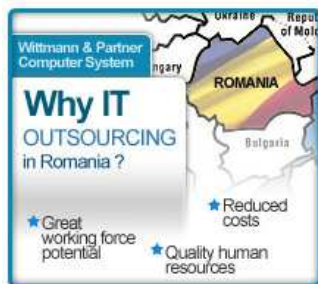 Ukraine
Repu
of Mol
Wittmann & Partner
Computer System
ngary
ROMANIA
Why IT
OUTSOURCING
in Romania ?
Bulgaria
Reduced
costs
Great
working force
potential
Quality human
resources